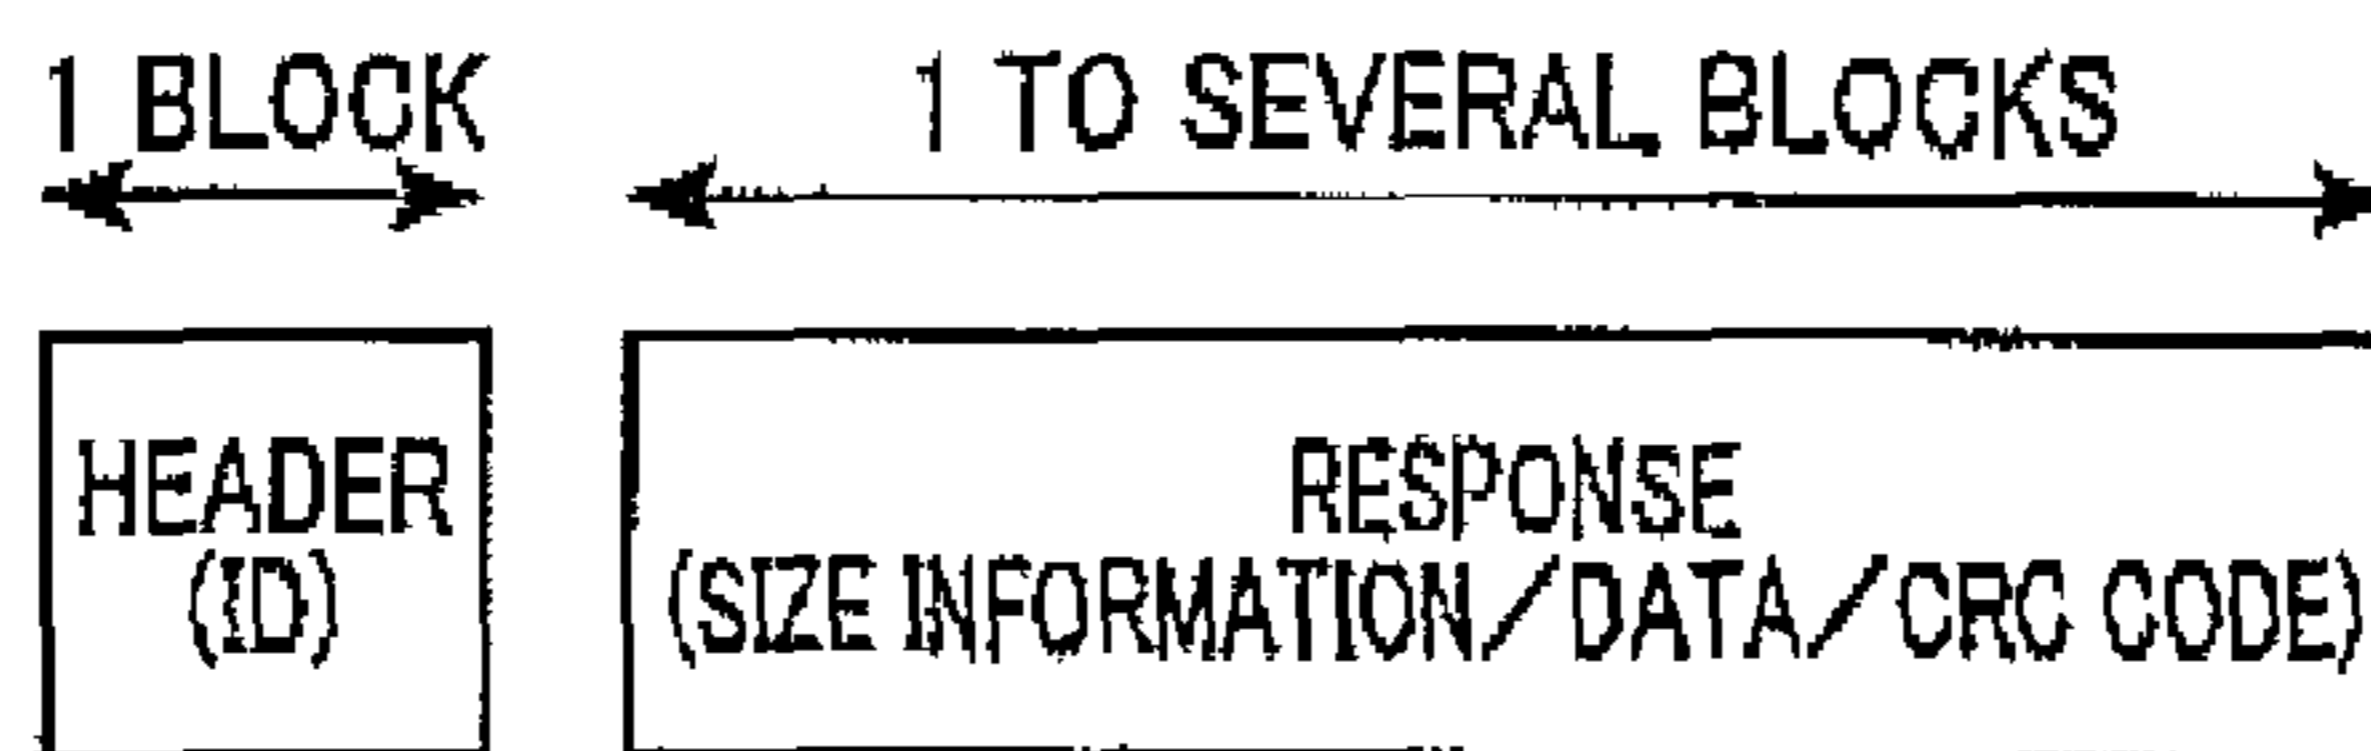 1 BLOCK
1 TO SEVERAL BLOCKS
HEADER
(ID)
RESPONSE
(SIZE INFORMATION/DATA/CRC CODE)